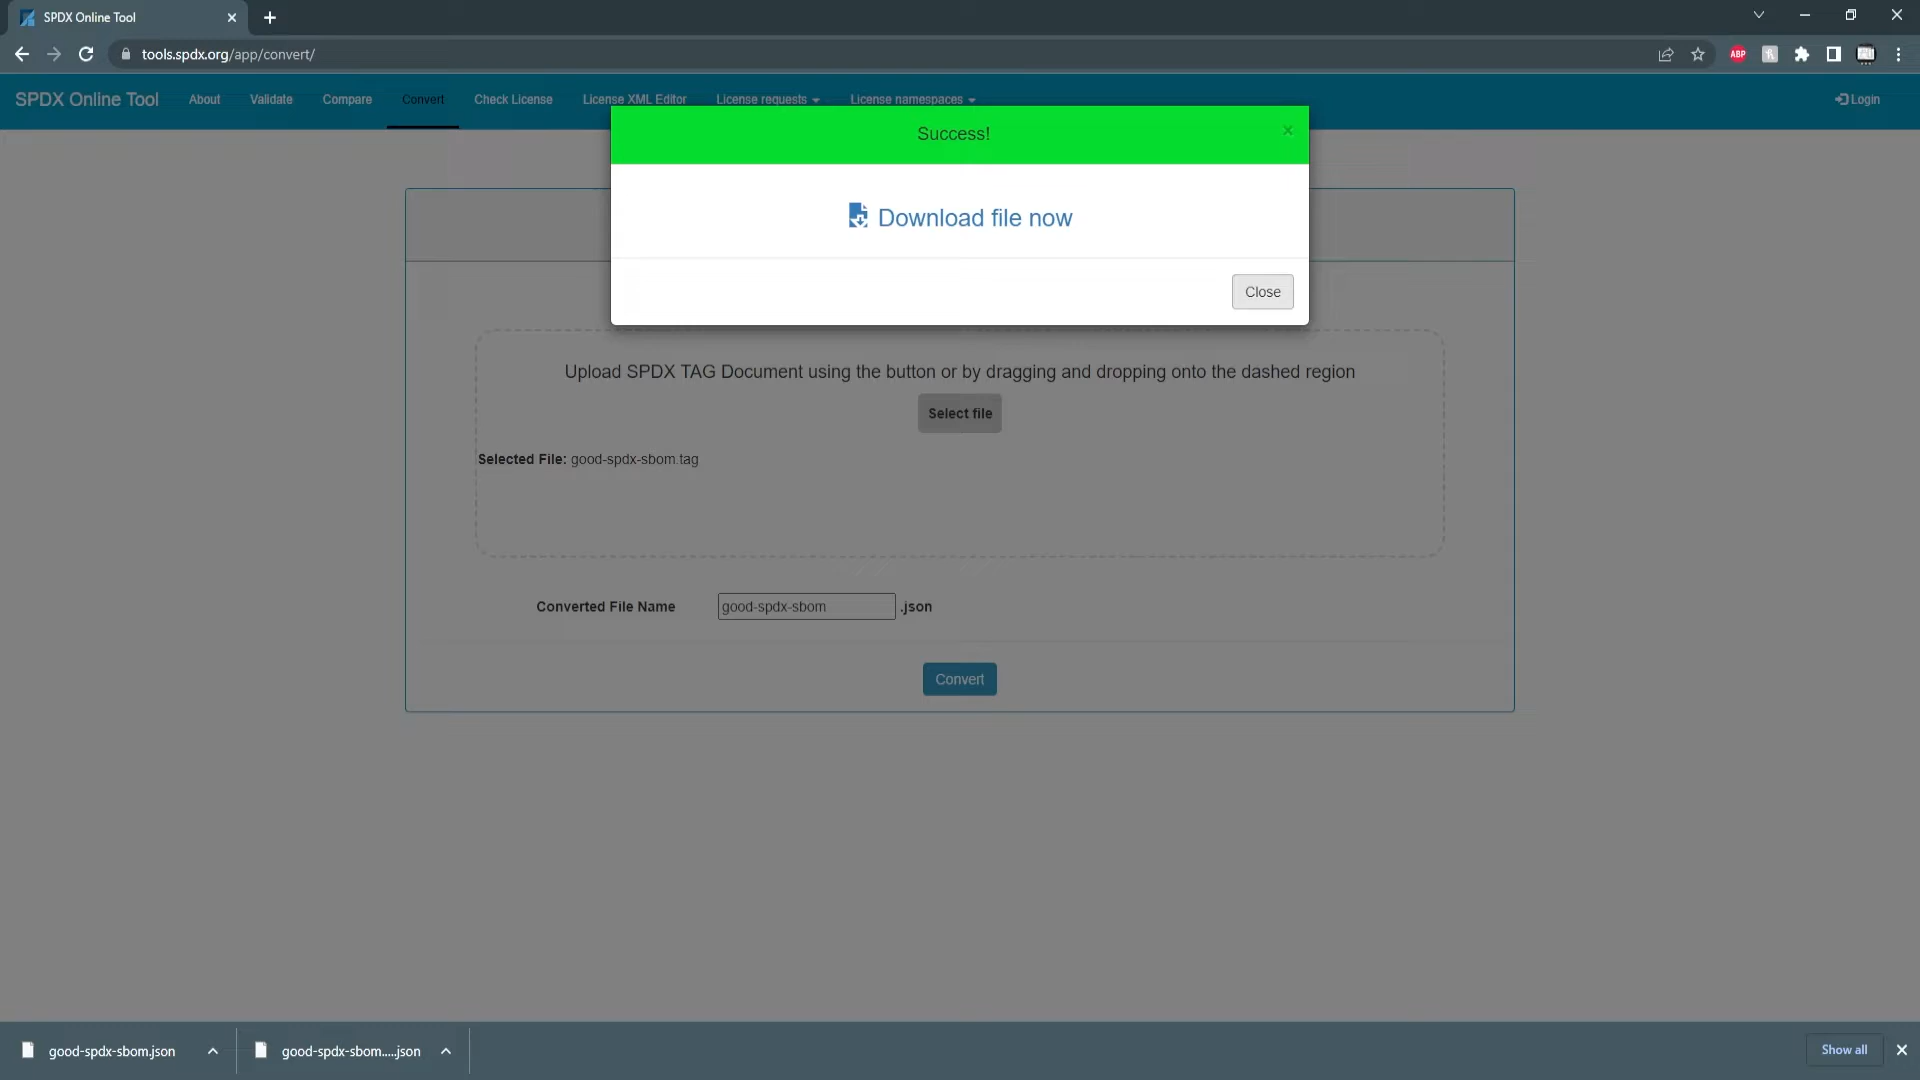 SPDX Online Tool
tools.spdx.org/app/convert/
ABP
SPDX Online Tool
About
Validate
Compare
Convert
Check License
License XML Editor
License requests
License namespaces
Login
Success!
×
Download file now
Close
Upload SPDX TAG Document using the button or by dragging and dropping onto the dashed region
Select file
Selected File: good-spdx-sbom.tag
Converted File Name good-spdx-sbom .json
Convert
good-spdx-sbom.json
good-spdx-sbom.....json
Show all